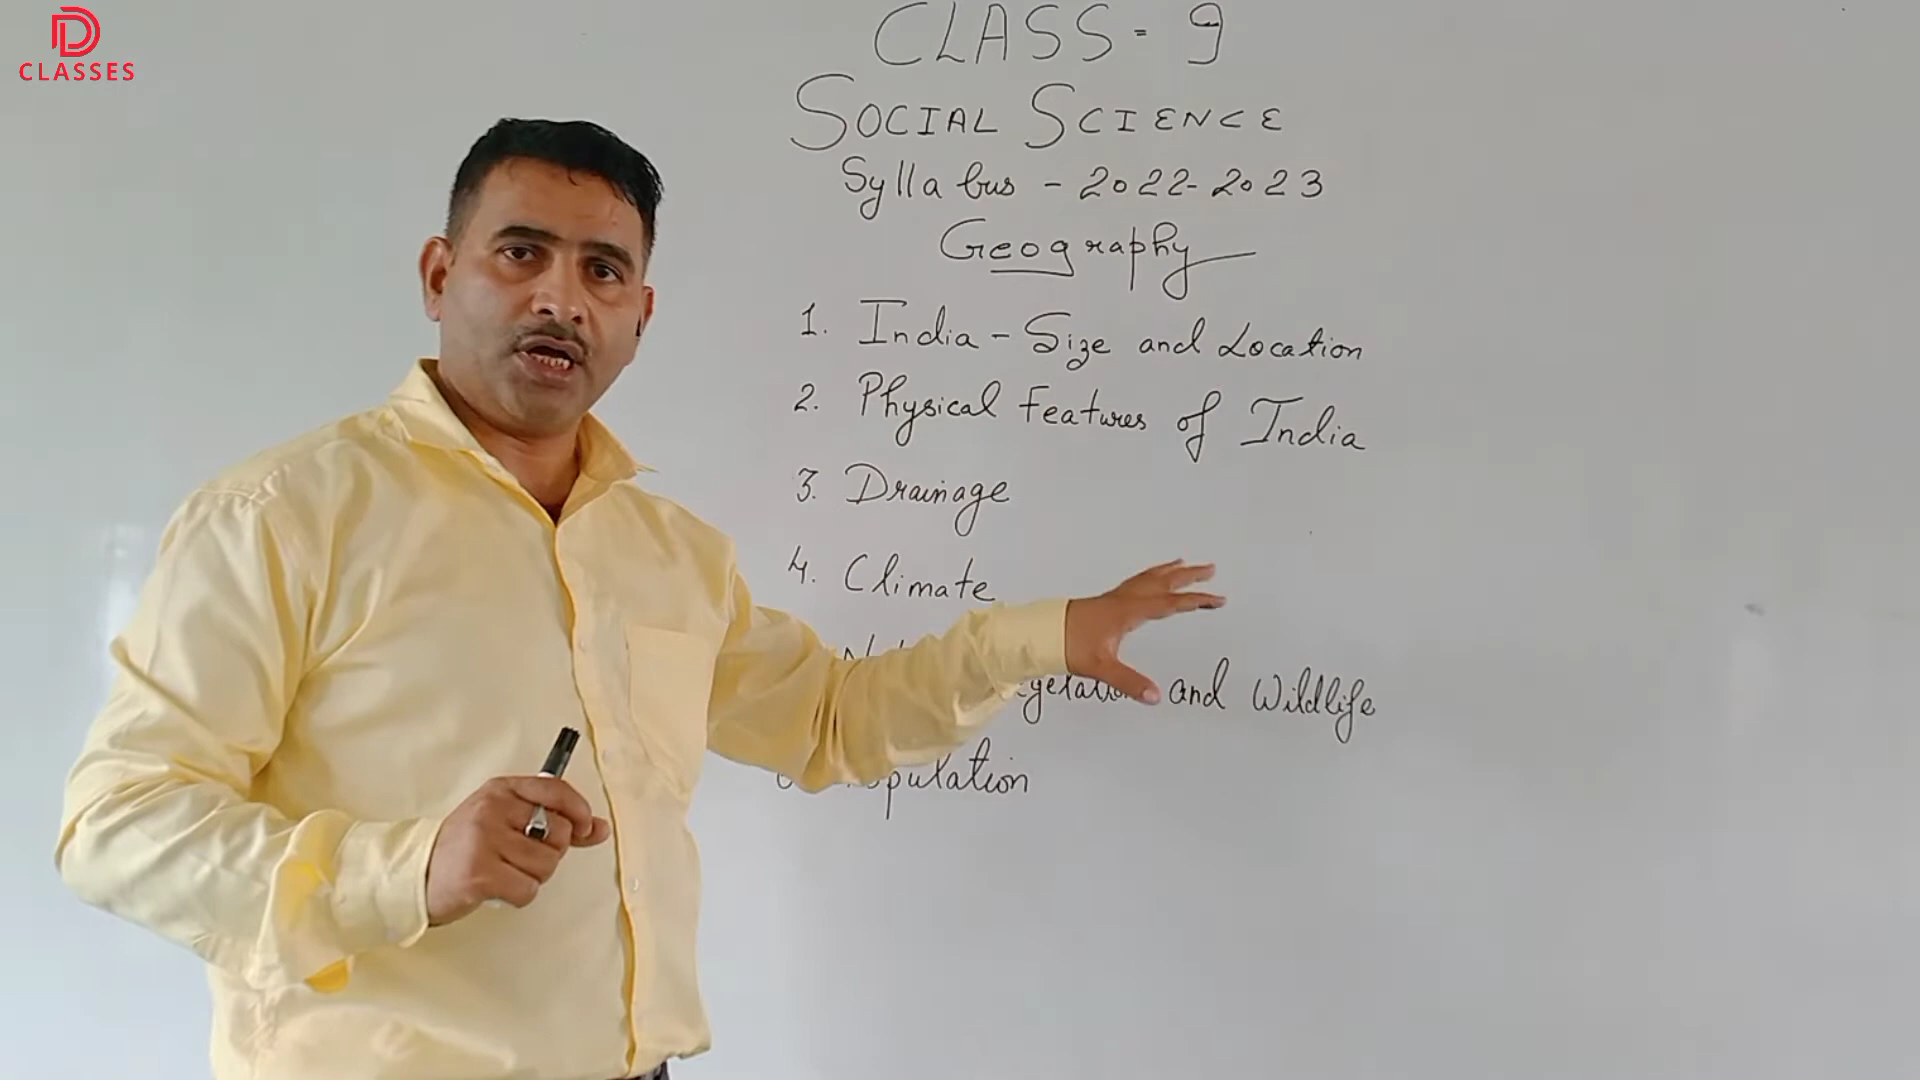 CLASSES
CLASS - 9
SOCIAL SCIENCE
Syllabus - 2022-2023
Geography
1. India - Size and Location
2. Physical Features of India
3. Drainage
4. Climate
and Wildlife